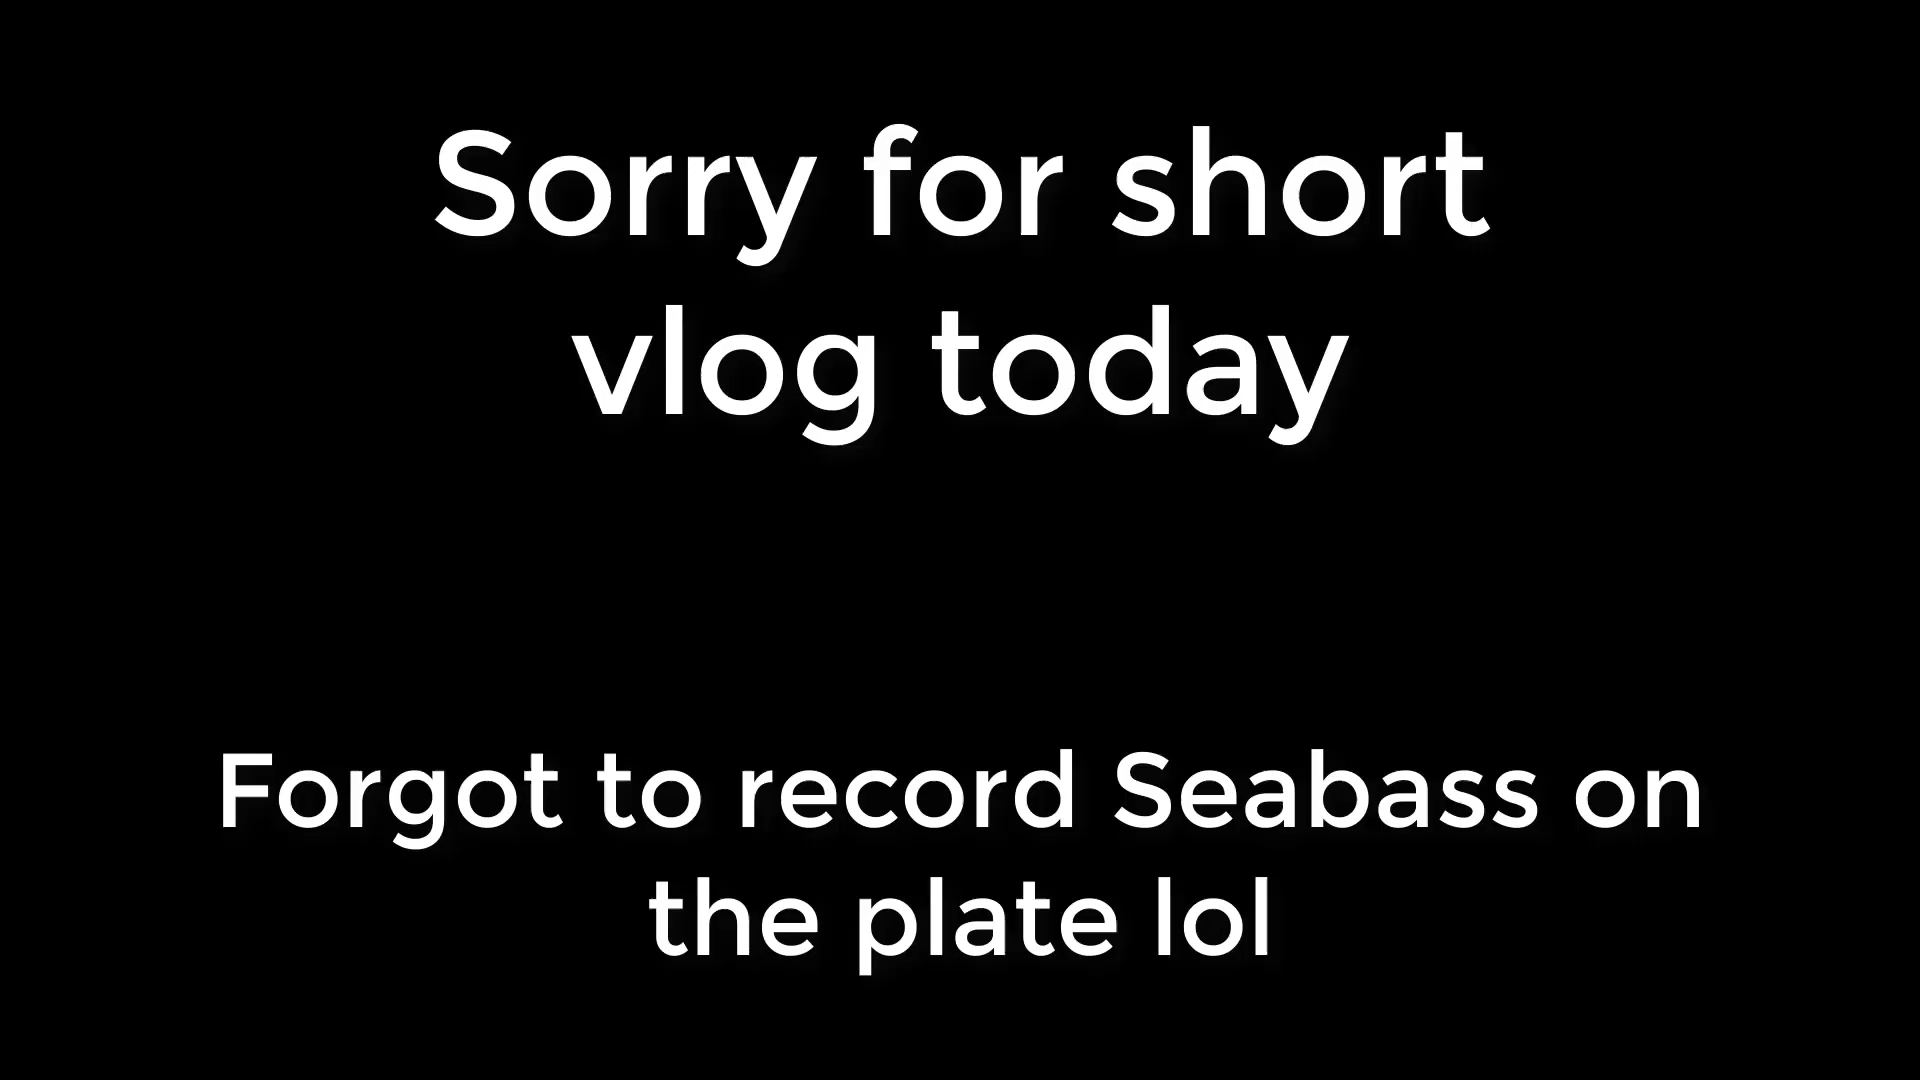 Sorry for short
vlog today
Forgot to record Seabass on
the plate lol